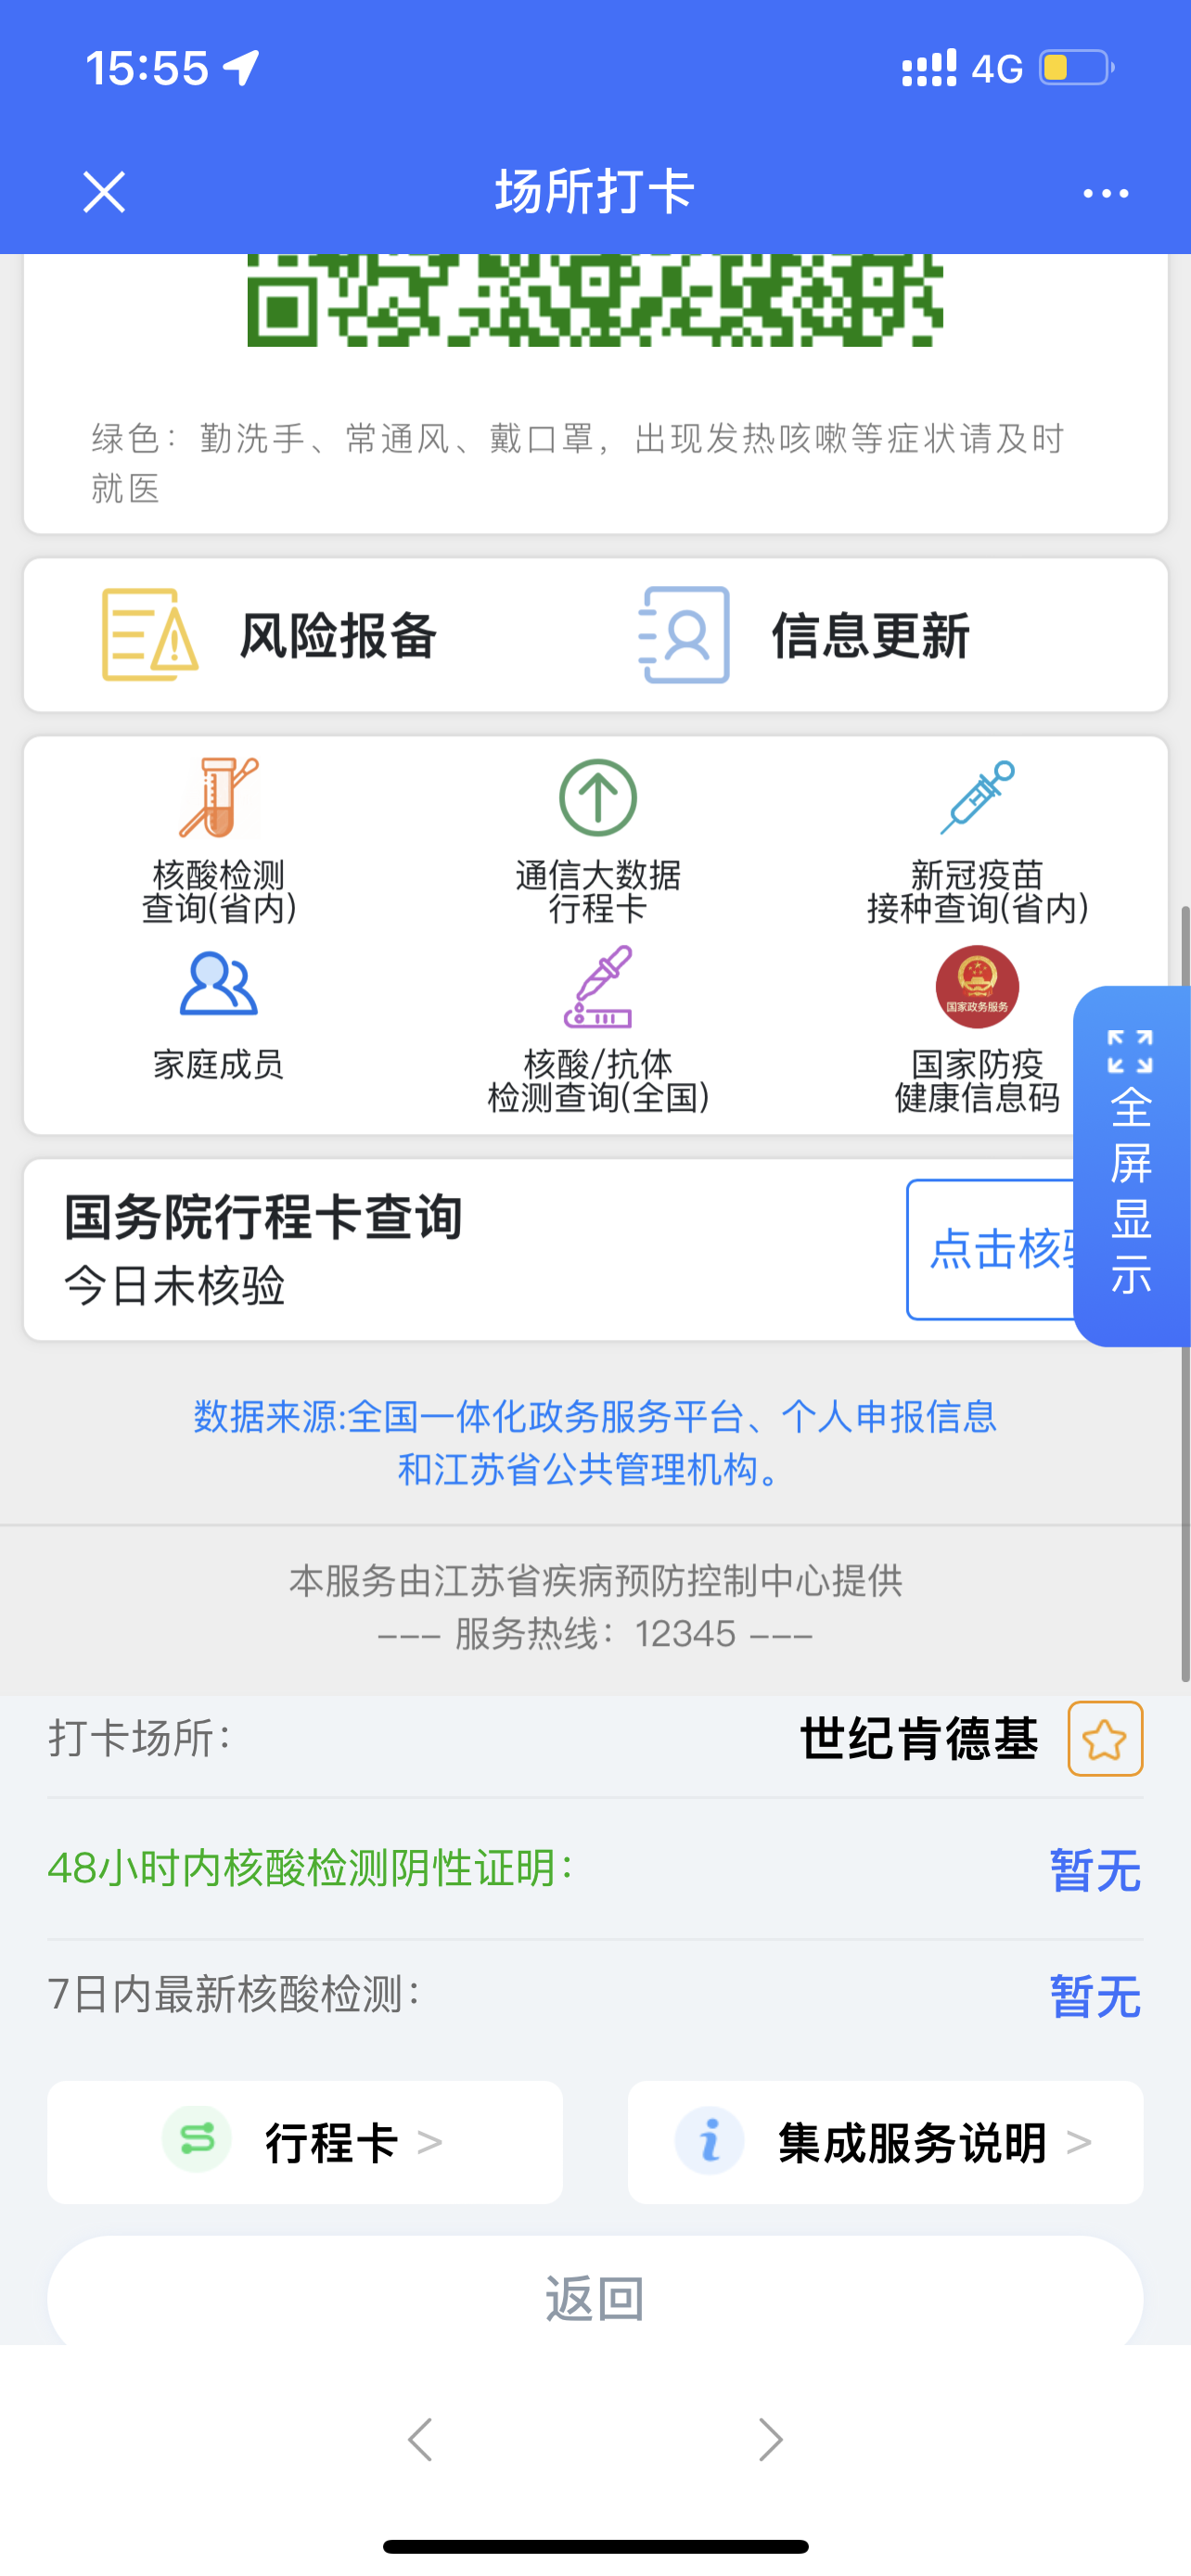 15:55
4G
场所打卡
绿色：勤洗手、常通风、戴口罩，出现发热咳嗽等症状请及时
就医
风险报备
信息更新
核酸检测
查询(省内)
通信大数据
行程卡
新冠疫苗
接种查询(省内)
家庭成员
核酸/抗体
检测查询(全国)
国家政务服务
国家防疫
健康信息码
全
屏
显
示
国务院行程卡查询
今日未核验
点击核
数据来源:全国一体化政务服务平台、个人申报信息
和江苏省公共管理机构。
本服务由江苏省疾病预防控制中心提供
--- 服务热线：12345 ---
打卡场所：
世纪肯德基
48小时内核酸检测阴性证明：
暂无
7日内最新核酸检测：
暂无
行程卡 >
集成服务说明 >
返回